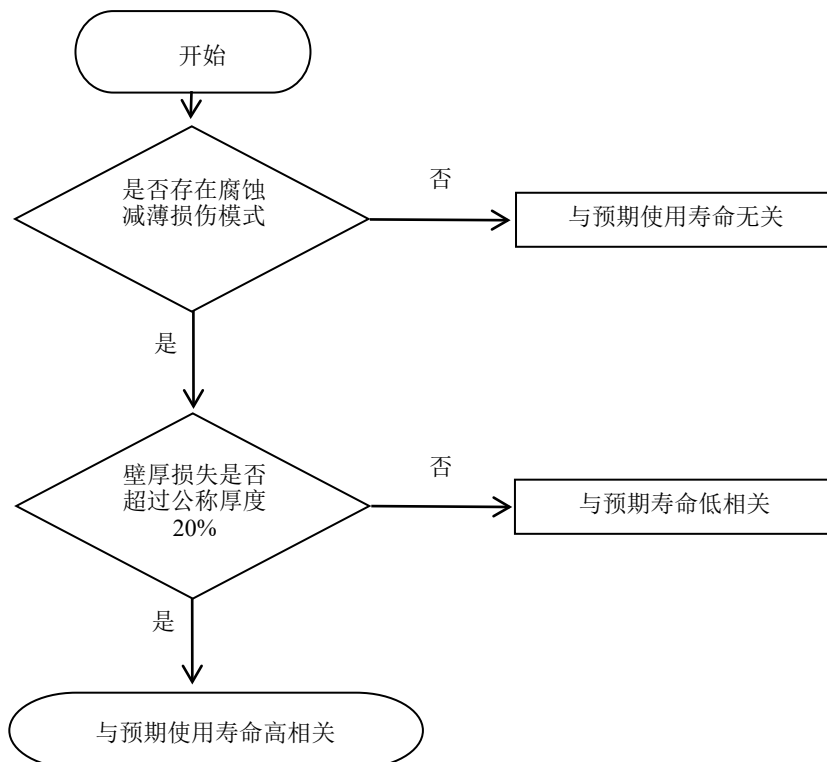 开始
是否存在腐蚀
减薄损伤模式
否
与预期使用寿命无关
是
壁厚损失是否
超过公称厚度
20%
否
与预期寿命低相关
是
与预期使用寿命高相关